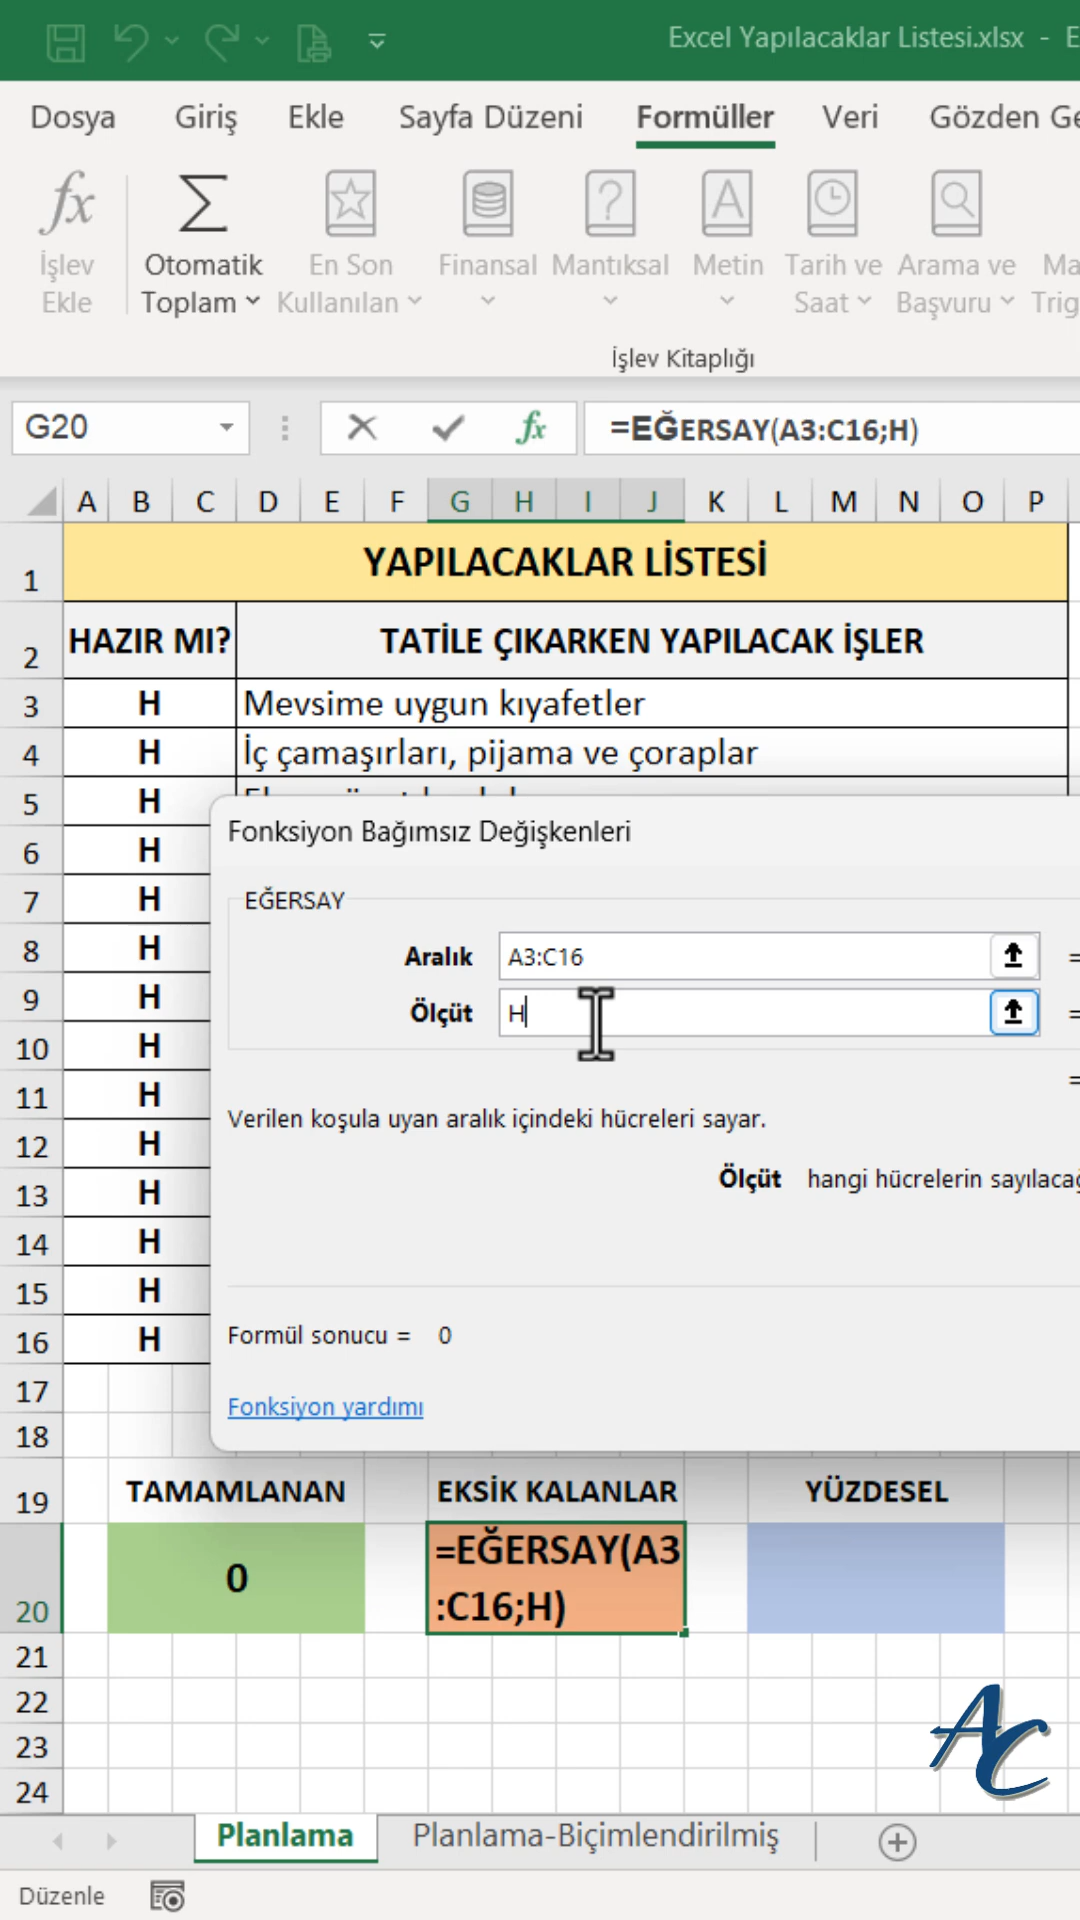 Excel Yapılacaklar Listesi.xlsx - E
Dosya Giriş Ekle Sayfa Düzeni Formüller Veri Gözden Ge
fx Σ
İşlev Ekle
Otomatik Toplam
En Son Kullanılan
Finansal
Mantıksal
Metin
Tarih ve Saat
Arama ve Başvuru
Ma
Trig
İşlev Kitaplığı
G20 fx =EĞERSAY(A3:C16;H)
A B C D E F G H I J K L M N O P
1 YAPILACAKLAR LİSTESİ
2 HAZIR MI? TATİLE ÇIKARKEN YAPILACAK İŞLER
3 H Mevsime uygun kıyafetler
4 H İç çamaşırları, pijama ve çoraplar
5 H
6 H
7 H
8 H
9 H
10 H
11 H
12 H
13 H
14 H
15 H
16 H
17
18
Fonksiyon Bağımsız Değişkenleri
EĞERSAY
Aralık A3:C16 =
Ölçüt H =
=
Verilen koşula uyan aralık içindeki hücreleri sayar.
Ölçüt hangi hücrelerin sayılacağ
Formül sonucu = 0
Fonksiyon yardımı
19 TAMAMLANAN EKSİK KALANLAR YÜZDESEL
20 0 =EĞERSAY(A3
:C16;H)
21
22
23
24
AC
Planlama Planlama-Biçimlendirilmiş
Düzenle